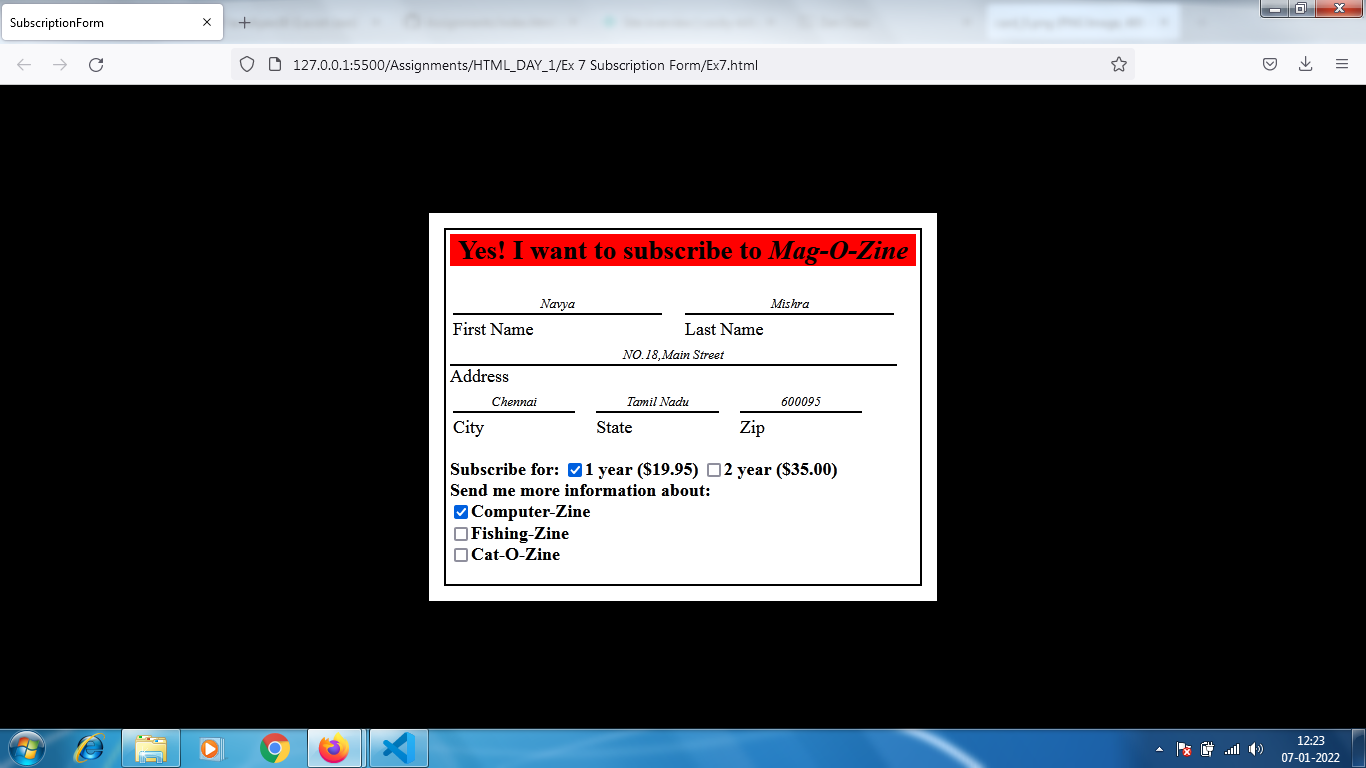 SubscriptionForm
127.0.0.1:5500/Assignments/HTML_DAY_1/Ex 7 Subscription Form/Ex7.html
Yes! I want to subscribe to Mag-O-Zine
Navya Mishra
First Name Last Name
NO.18,Main Street
Address
Chennai Tamil Nadu 600095
City State Zip
Subscribe for: 1 year ($19.95) 2 year ($35.00)
Send me more information about:
Computer-Zine
Fishing-Zine
Cat-O-Zine
12:23
07-01-2022